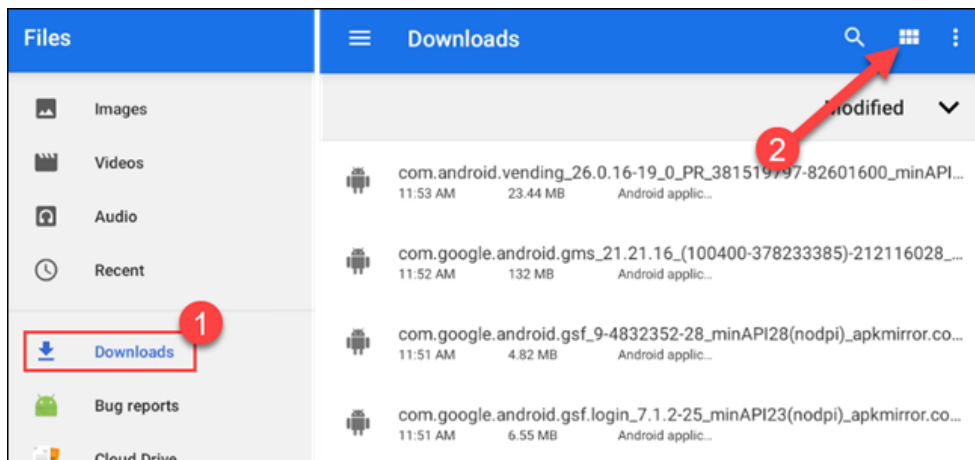 Files
Images
Videos
Audio
Recent
1
Downloads
Bug reports
Cloud Drive
Downloads
Modified
2
com.android.vending_26.0.16-19_0_PR_381519797-82601600_minAPI...
11:53 AM 23.44 MB Android applic...
com.google.android.gms_21.21.16_(100400-378233385)-212116028_...
11:52 AM 132 MB Android applic...
com.google.android.gsf_9-4832352-28_minAPI28(nodpi)_apkmirror.co...
11:51 AM 4.82 MB Android applic...
com.google.android.gsf.login_7.1.2-25_minAPI23(nodpi)_apkmirror.co...
11:51 AM 6.55 MB Android applic...